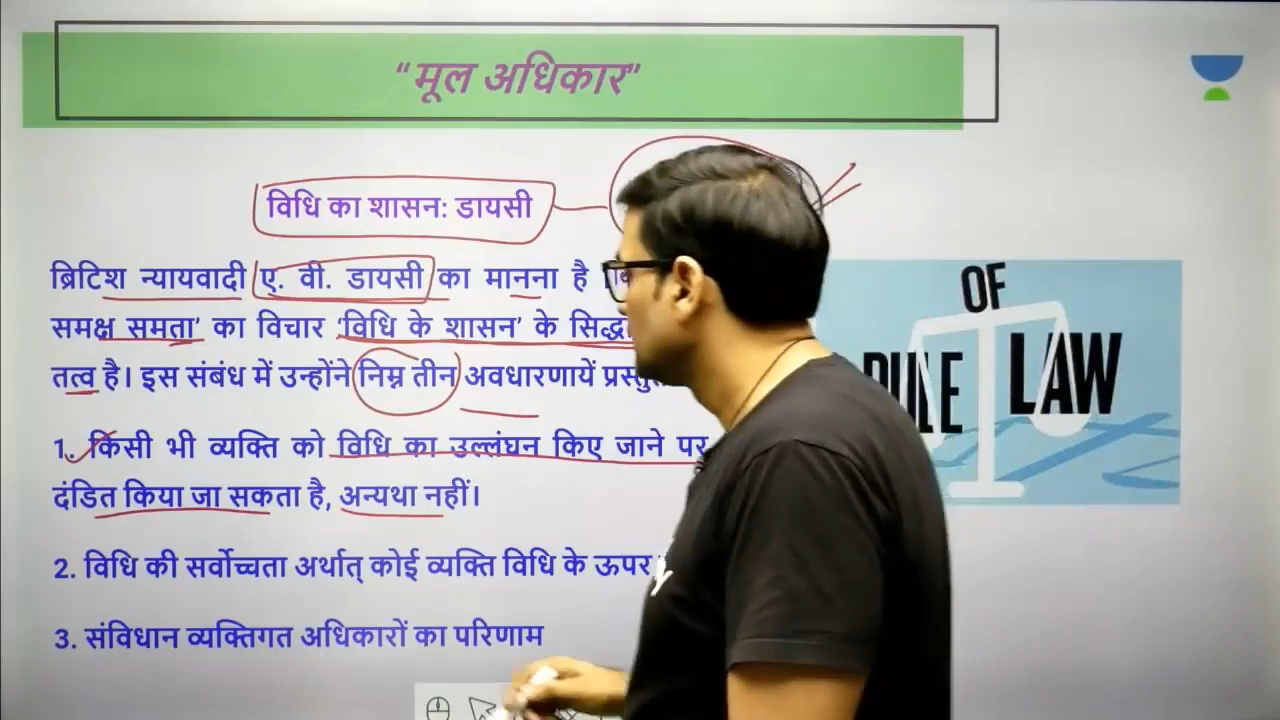 “मूल अधिकार”
विधि का शासन: डायसी
ब्रिटिश न्यायवादी ए. वी. डायसी का मानना है
समक्ष समता’ का विचार ‘विधि के शासन’ के
तत्व है। इस संबंध में उन्होंने निम्न तीन अवधारणायें
1. किसी भी व्यक्ति को विधि का उल्लंघन किए जाने पर
दंडित किया जा सकता है, अन्यथा नहीं।
2. विधि की सर्वोच्चता अर्थात् कोई व्यक्ति विधि के ऊपर
3. संविधान व्यक्तिगत अधिकारों का परिणाम
OF
RULE LAW